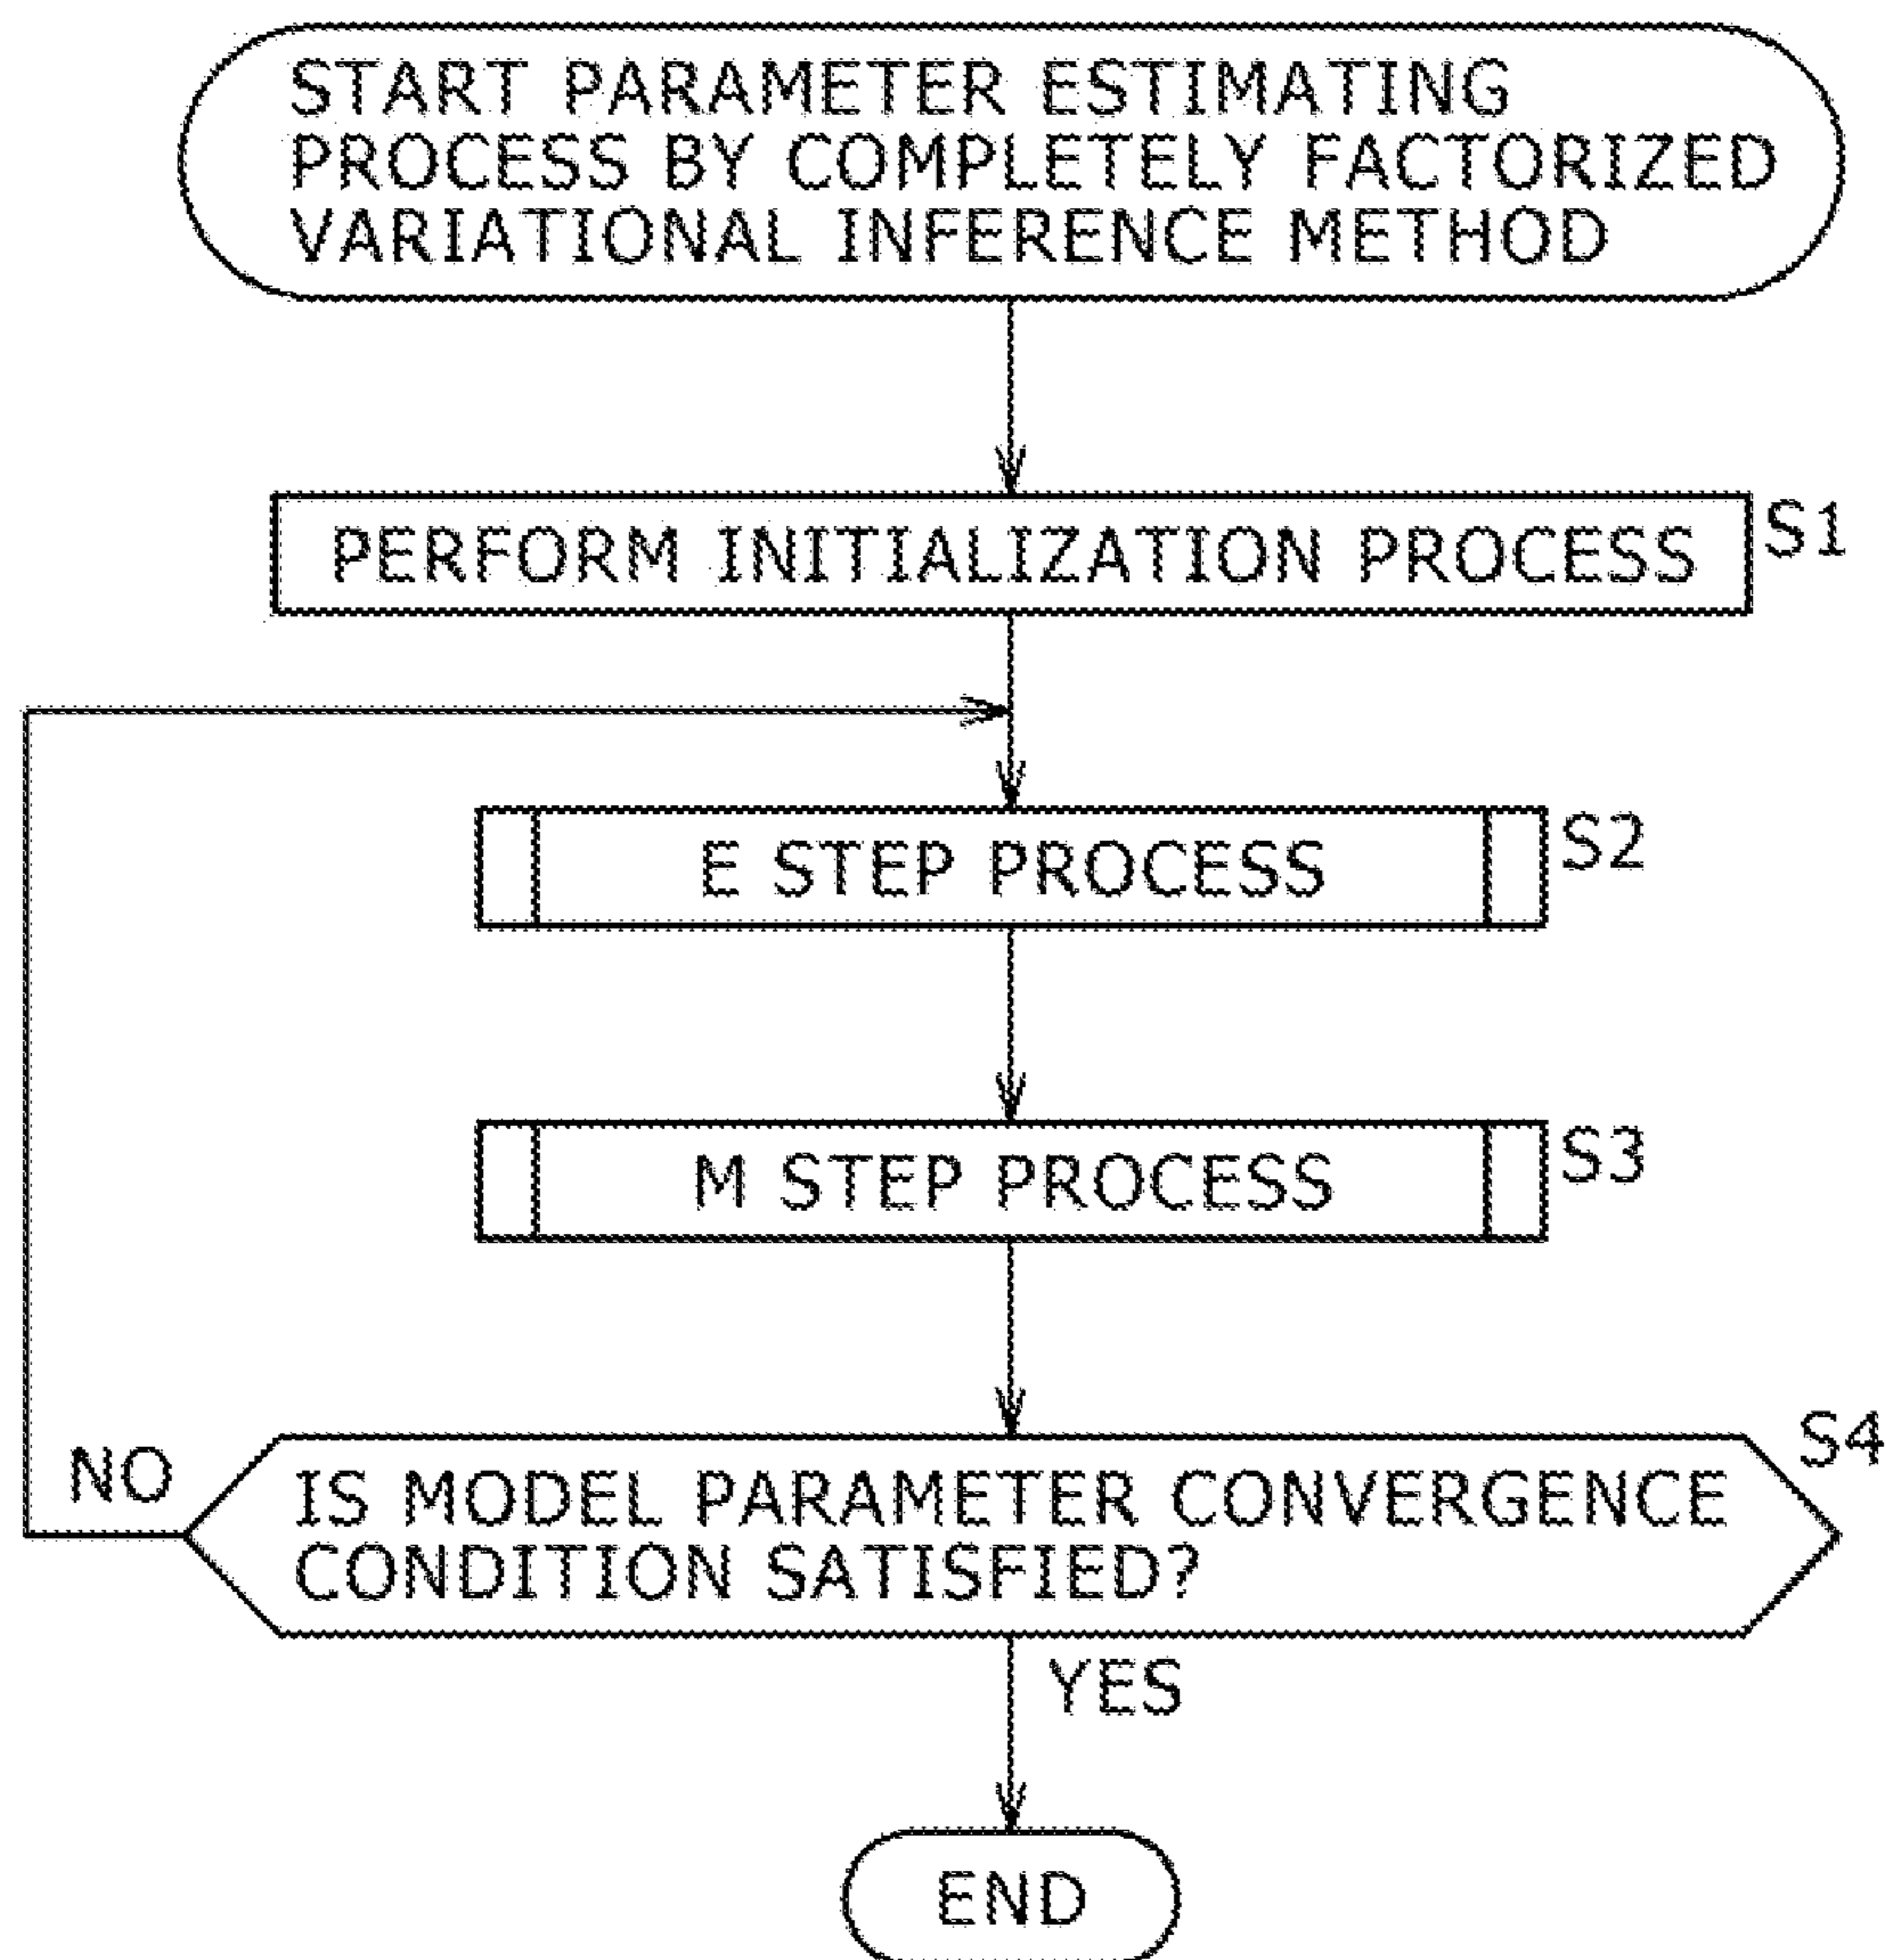 START PARAMETER ESTIMATING
PROCESS BY COMPLETELY FACTORIZED
VARIATIONAL INFERENCE METHOD
PERFORM INITIALIZATION PROCESS
S1
E STEP PROCESS
S2
M STEP PROCESS
S3
S4
NO
IS MODEL PARAMETER CONVERGENCE
CONDITION SATISFIED?
YES
END